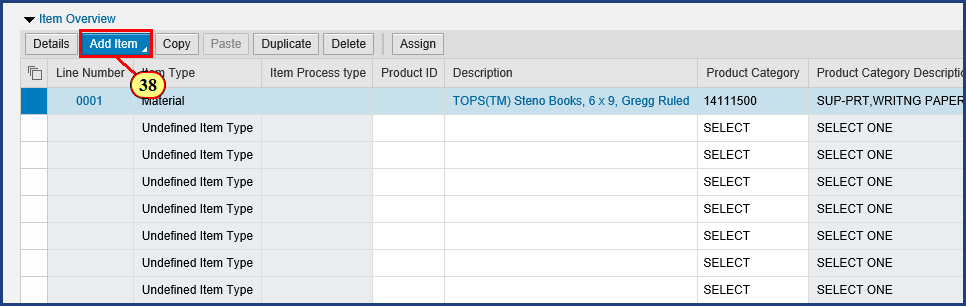 Item Overview
Details Add Item Copy Paste Duplicate Delete Assign
Line Number Item Type Item Process type Product ID Description Product Category Product Category Descriptio
38
0001 Material TOPS(TM) Steno Books, 6 x 9, Gregg Ruled 14111500 SUP-PRT,WRITNG PAPER
Undefined Item Type SELECT SELECT ONE
Undefined Item Type SELECT SELECT ONE
Undefined Item Type SELECT SELECT ONE
Undefined Item Type SELECT SELECT ONE
Undefined Item Type SELECT SELECT ONE
Undefined Item Type SELECT SELECT ONE
Undefined Item Type SELECT SELECT ONE